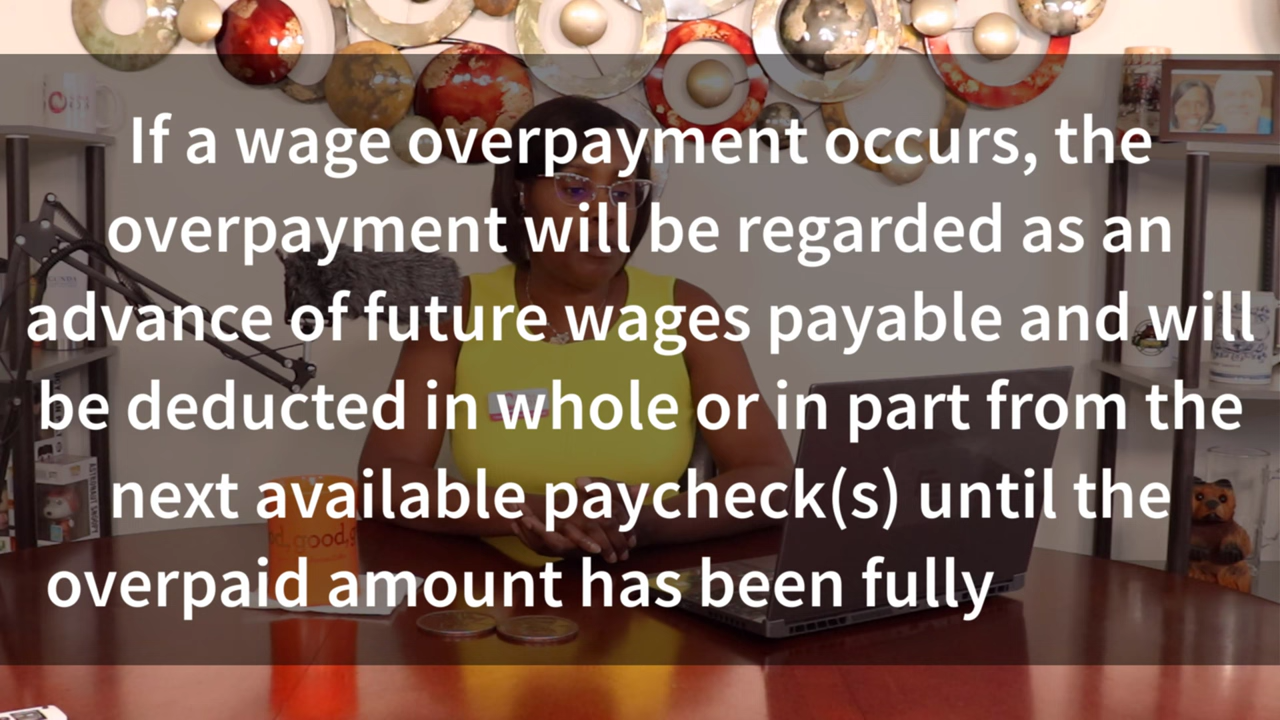 If a wage overpayment occurs, the
overpayment will be regarded as an
advance of future wages payable and will
be deducted in whole or in part from the
next available paycheck(s) until the
overpaid amount has been fully